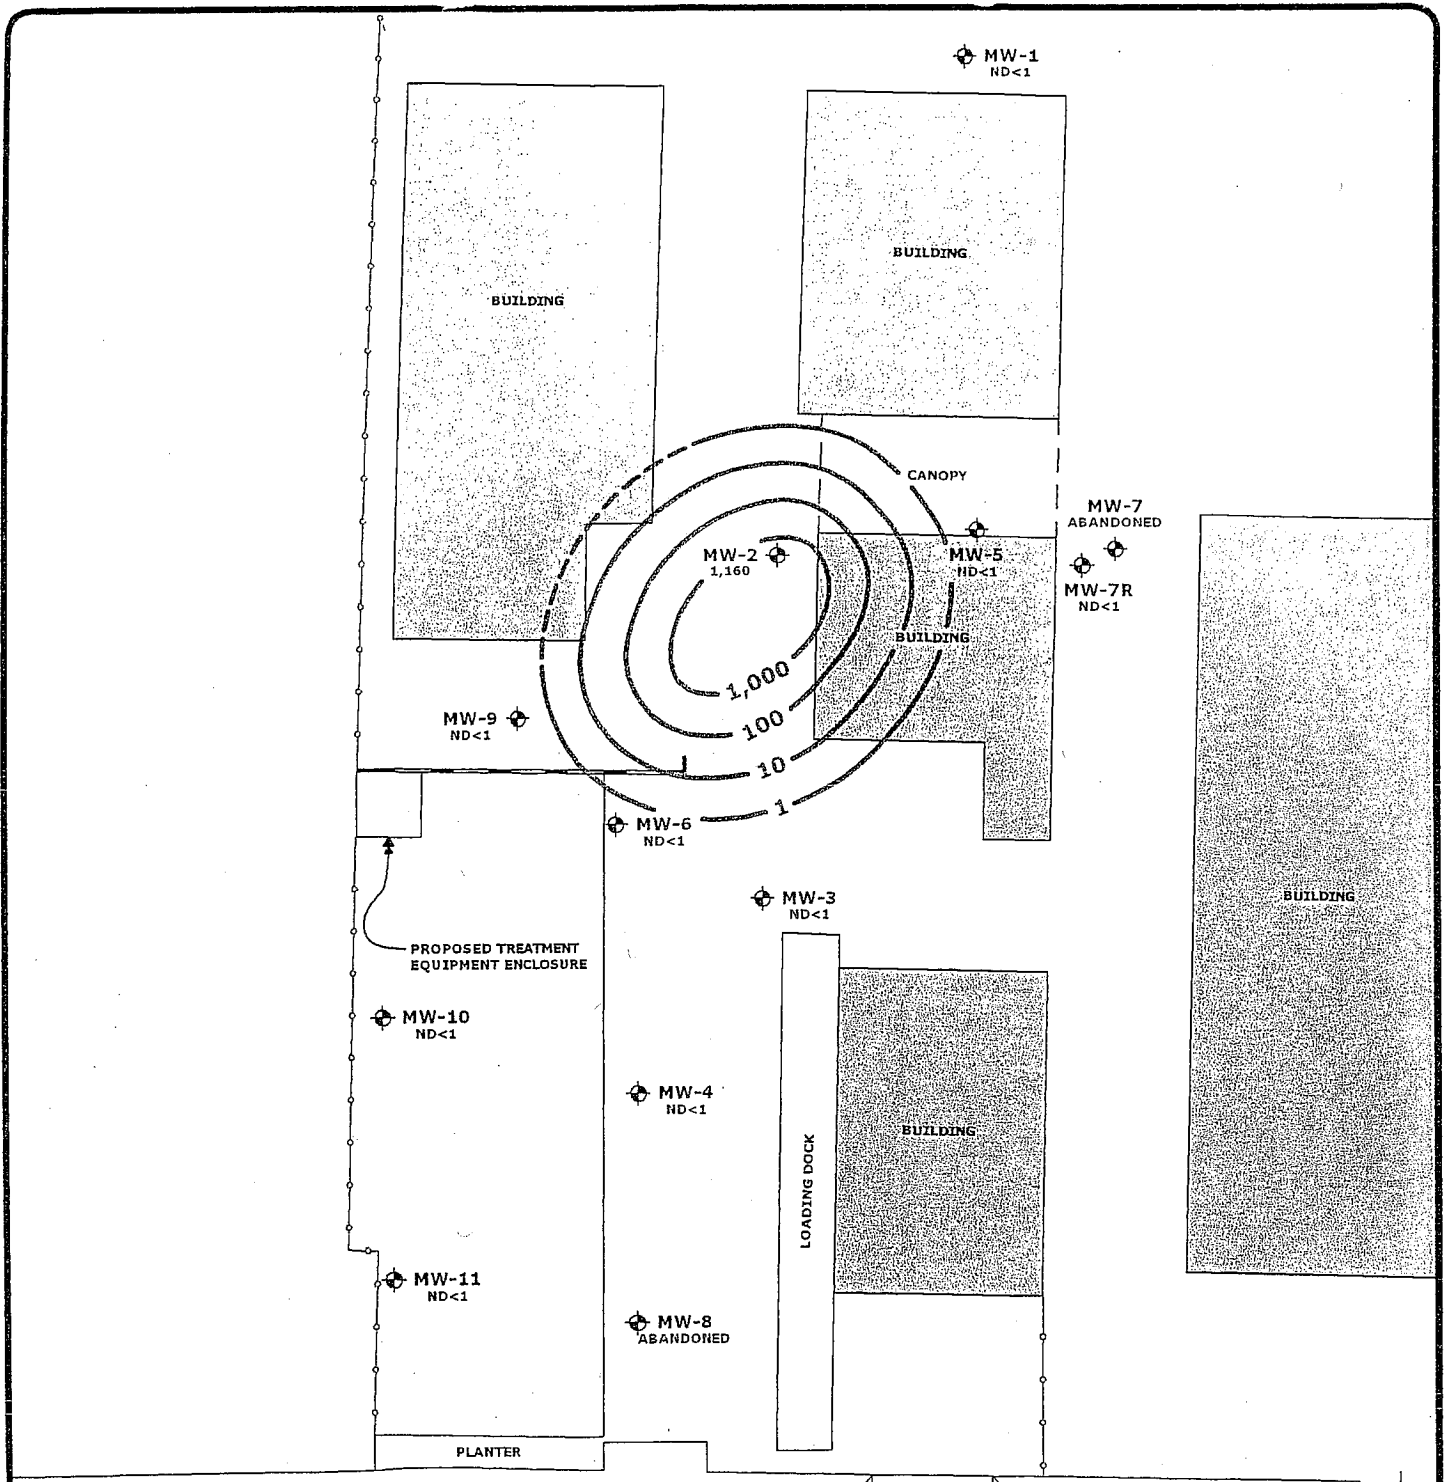 MW-1
ND<1
BUILDING
BUILDING
CANOPY
MW-7
ABANDONED
MW-2
1,160
MW-5
ND<1
MW-7R
ND<1
BUILDING
1,000
MW-9
ND<1
100
10
1
MW-6
ND<1
MW-3
ND<1
BUILDING
PROPOSED TREATMENT
EQUIPMENT ENCLOSURE
MW-10
ND<1
MW-4
ND<1
BUILDING
LOADING DOCK
MW-11
ND<1
MW-8
ABANDONED
PLANTER